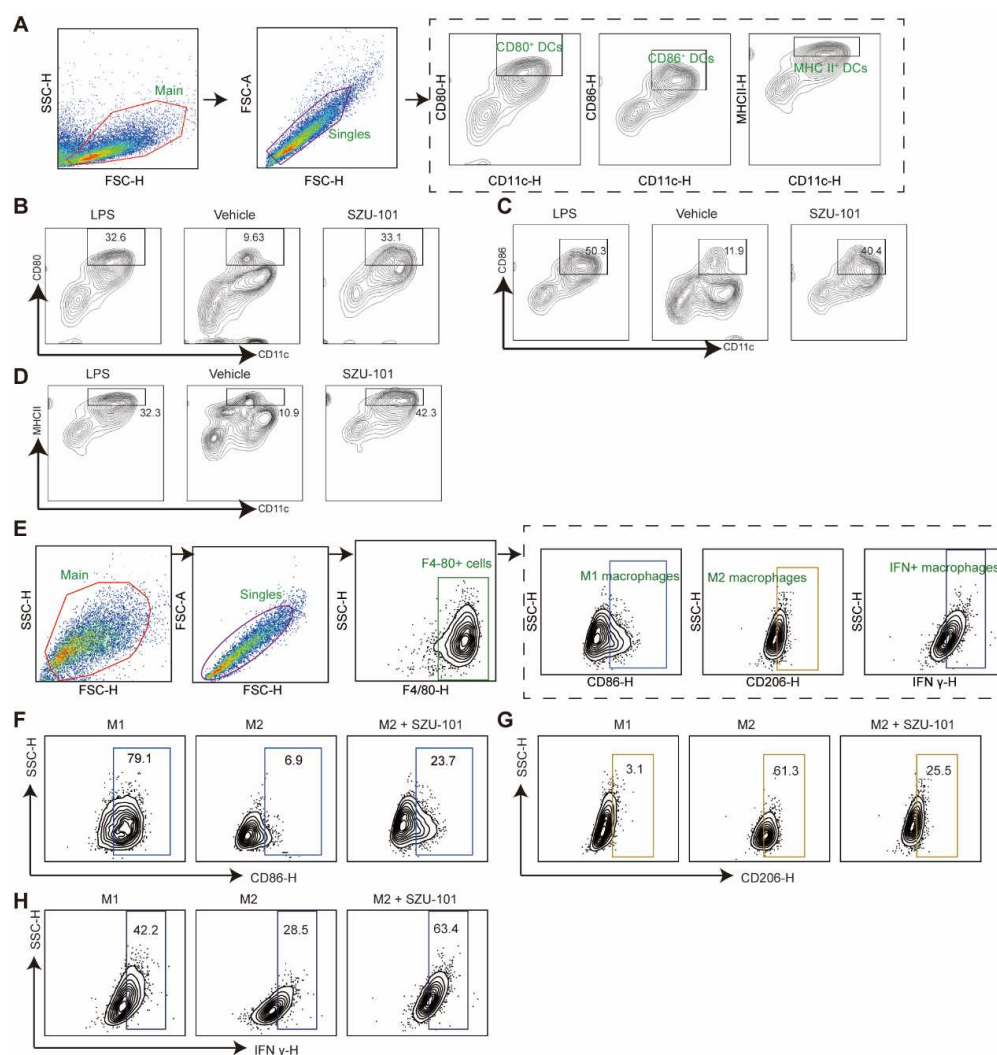 A
SSC-H
Main
FSC-H
FSC-A
Singles
FSC-H
CD80-H
CD80⁺ DCs
CD11c-H
CD86-H
CD86⁺ DCs
CD11c-H
MHCII-H
MHC II⁺ DCs
CD11c-H
B
LPS
Vehicle
SZU-101
CD80
32.6
9.63
33.1
CD11c
C
LPS
Vehicle
SZU-101
CD86
50.3
11.9
40.4
CD11c
D
LPS
Vehicle
SZU-101
MHCII
32.3
10.9
42.3
CD11c
E
SSC-H
Main
FSC-H
FSC-A
Singles
FSC-H
SSC-H
F4-80+ cells
F4/80-H
SSC-H
M1 macrophages
CD86-H
SSC-H
M2 macrophages
CD206-H
SSC-H
IFN+ macrophages
IFN γ-H
F
M1
M2
M2 + SZU-101
SSC-H
79.1
6.9
23.7
CD86-H
G
M1
M2
M2 + SZU-101
SSC-H
3.1
61.3
25.5
CD206-H
H
M1
M2
M2 + SZU-101
SSC-H
42.2
28.5
63.4
IFN γ-H